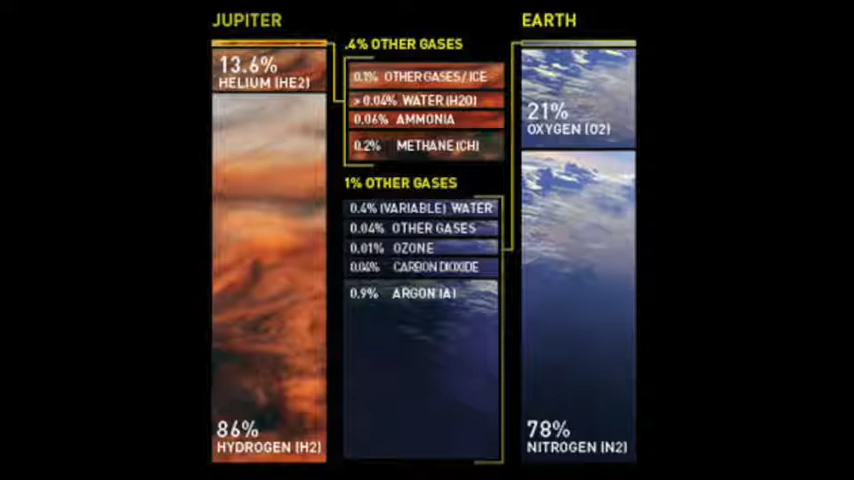 JUPITER
13.6%
HELIUM (HE2)
86%
HYDROGEN (H2)
.4% OTHER GASES
0.1% OTHER GASES / ICE
> 0.04% WATER (H2O)
0.06% AMMONIA
0.2% METHANE (CH)
1% OTHER GASES
0.4% (VARIABLE) WATER
0.04% OTHER GASES
0.01% OZONE
0.04% CARBON DIOXIDE
0.9% ARGON (A)
EARTH
21%
OXYGEN (O2)
78%
NITROGEN (N2)